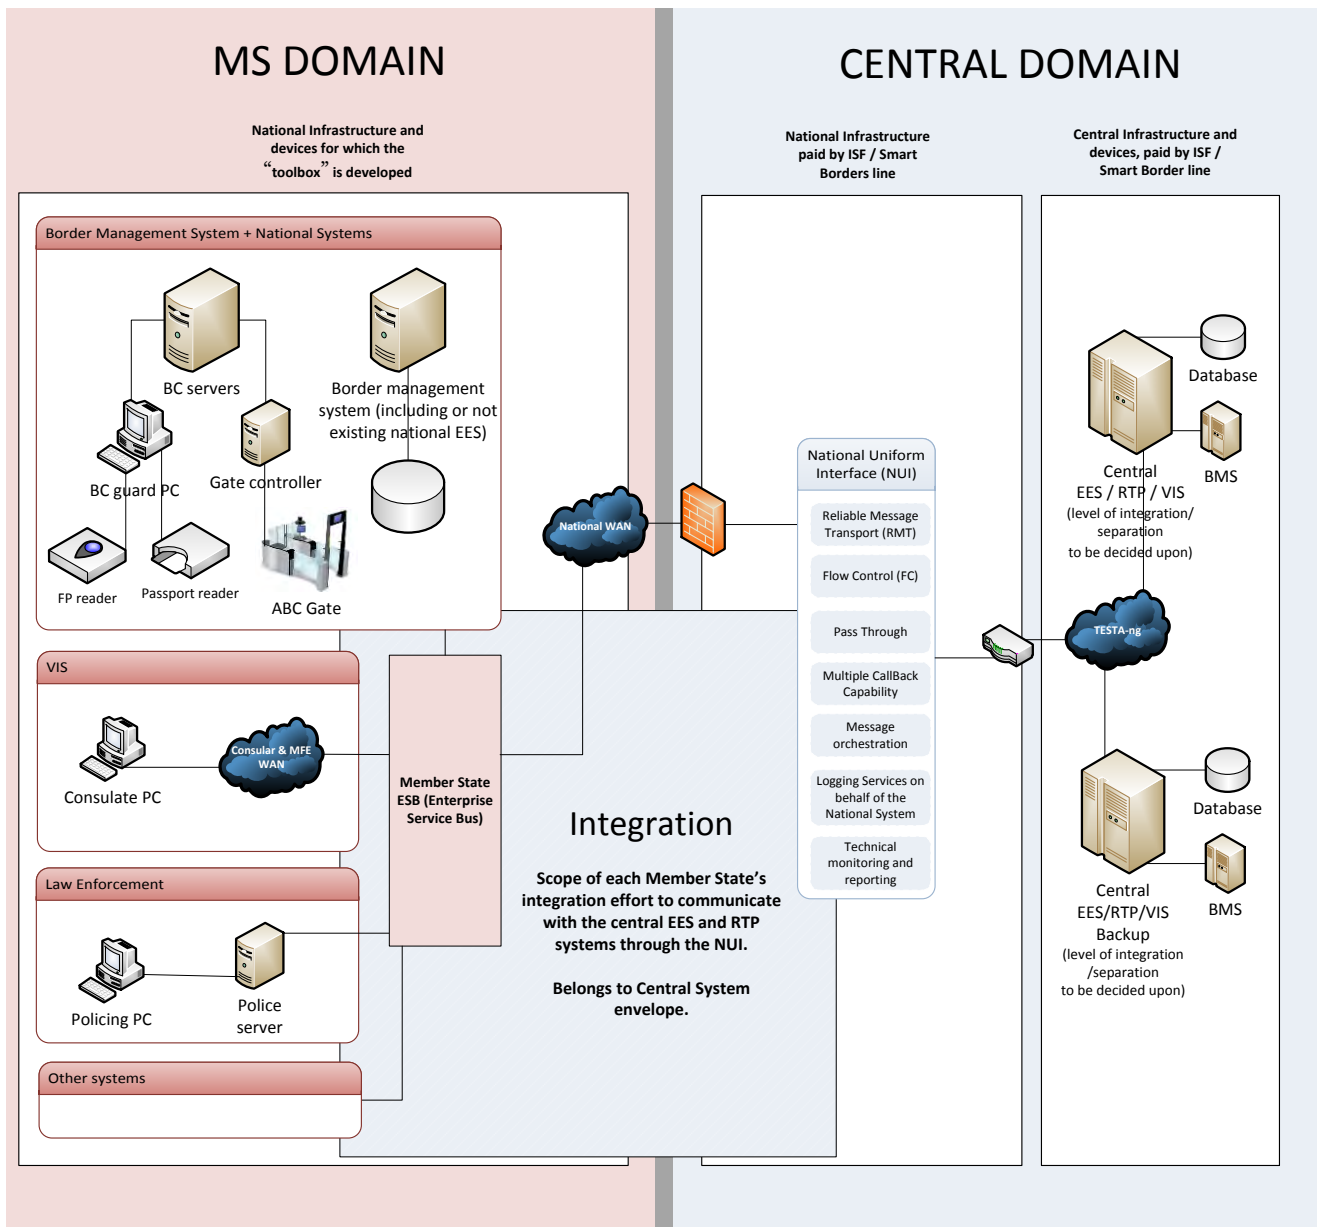 MS DOMAIN
CENTRAL DOMAIN
National Infrastructure and
devices for which the
“toolbox” is developed
National Infrastructure
paid by ISF / Smart
Borders line
Central Infrastructure and
devices, paid by ISF /
Smart Border line
Border Management System + National Systems
BC servers
Border management
system (including or not
existing national EES)
BC guard PC
Gate controller
FP reader
Passport reader
ABC Gate
VIS
Consulate PC
Consular & MFE
WAN
Law Enforcement
Policing PC
Police
server
Other systems
Member State
ESB (Enterprise
Service Bus)
National WAN
Integration
Scope of each Member State’s
integration effort to communicate
with the central EES and RTP
systems through the NUI.
Belongs to Central System
envelope.
National Uniform
Interface (NUI)
Reliable Message
Transport (RMT)
Flow Control (FC)
Pass Through
Multiple CallBack
Capability
Message
orchestration
Logging Services on
behalf of the
National System
Technical
monitoring and
reporting
Database
BMS
Central
EES / RTP / VIS
(level of integration/
separation
to be decided upon)
TESTA-ng
Database
BMS
Central
EES/RTP/VIS
Backup
(level of integration
/separation
to be decided upon)